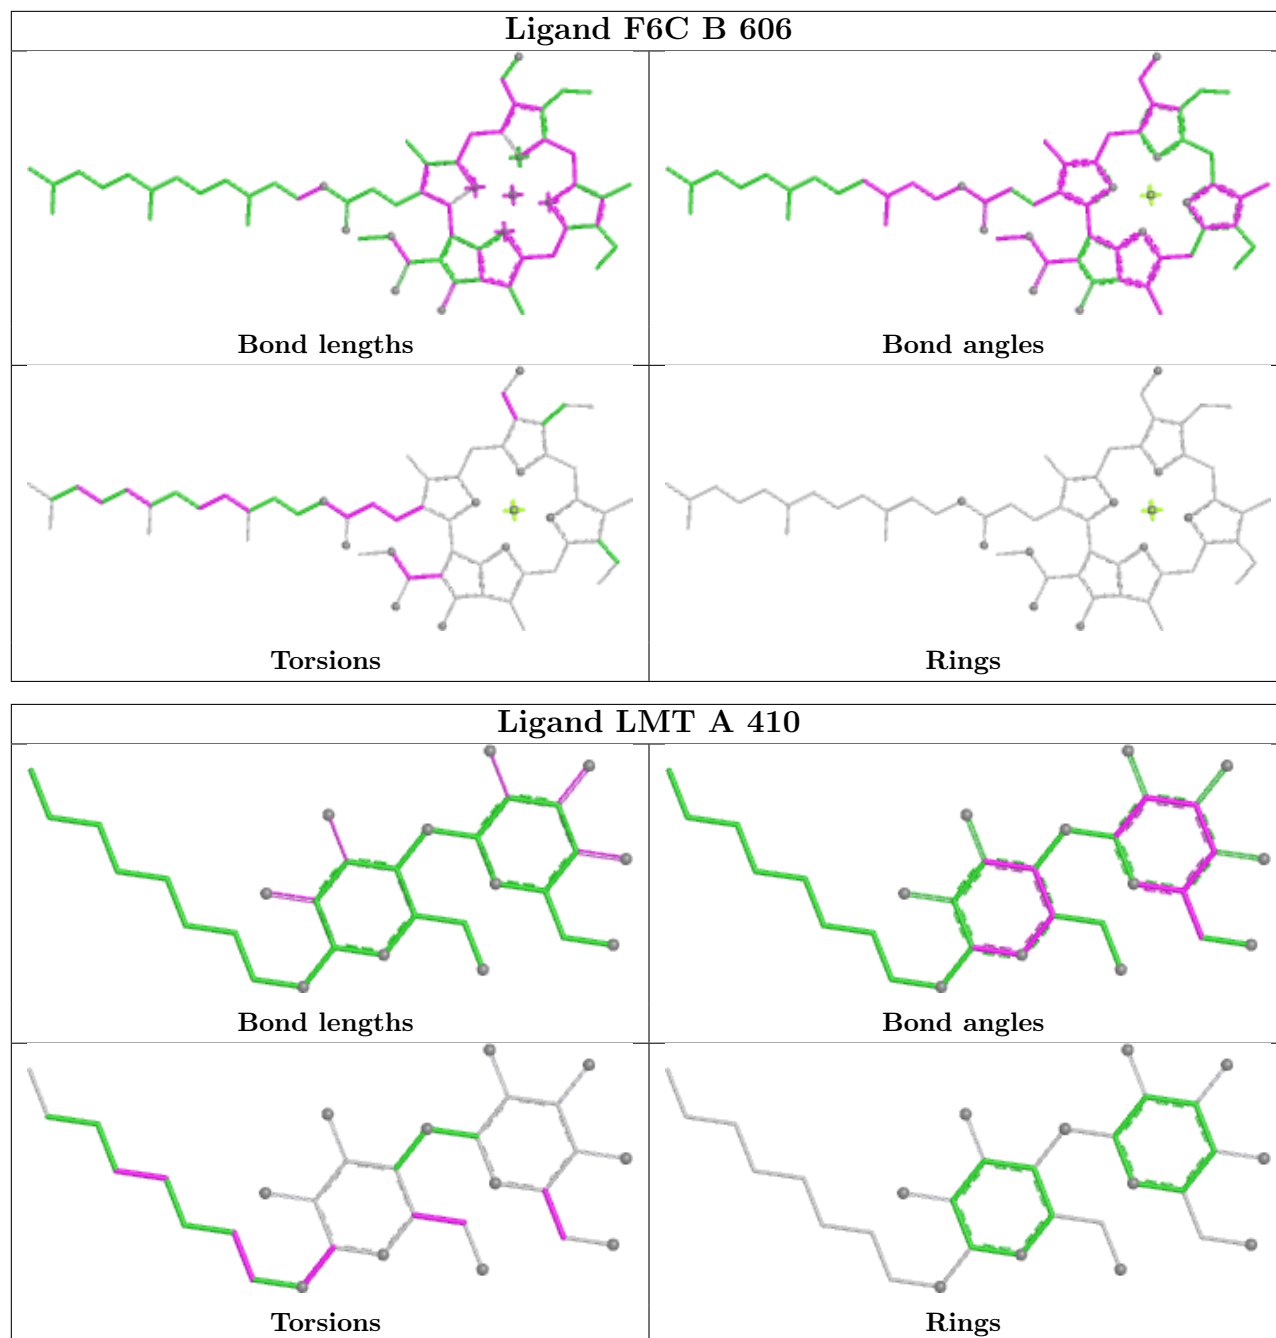 Ligand F6C B 606
Bond lengths
Bond angles
Torsions
Rings
Ligand LMT A 410
Bond lengths
Bond angles
Torsions
Rings